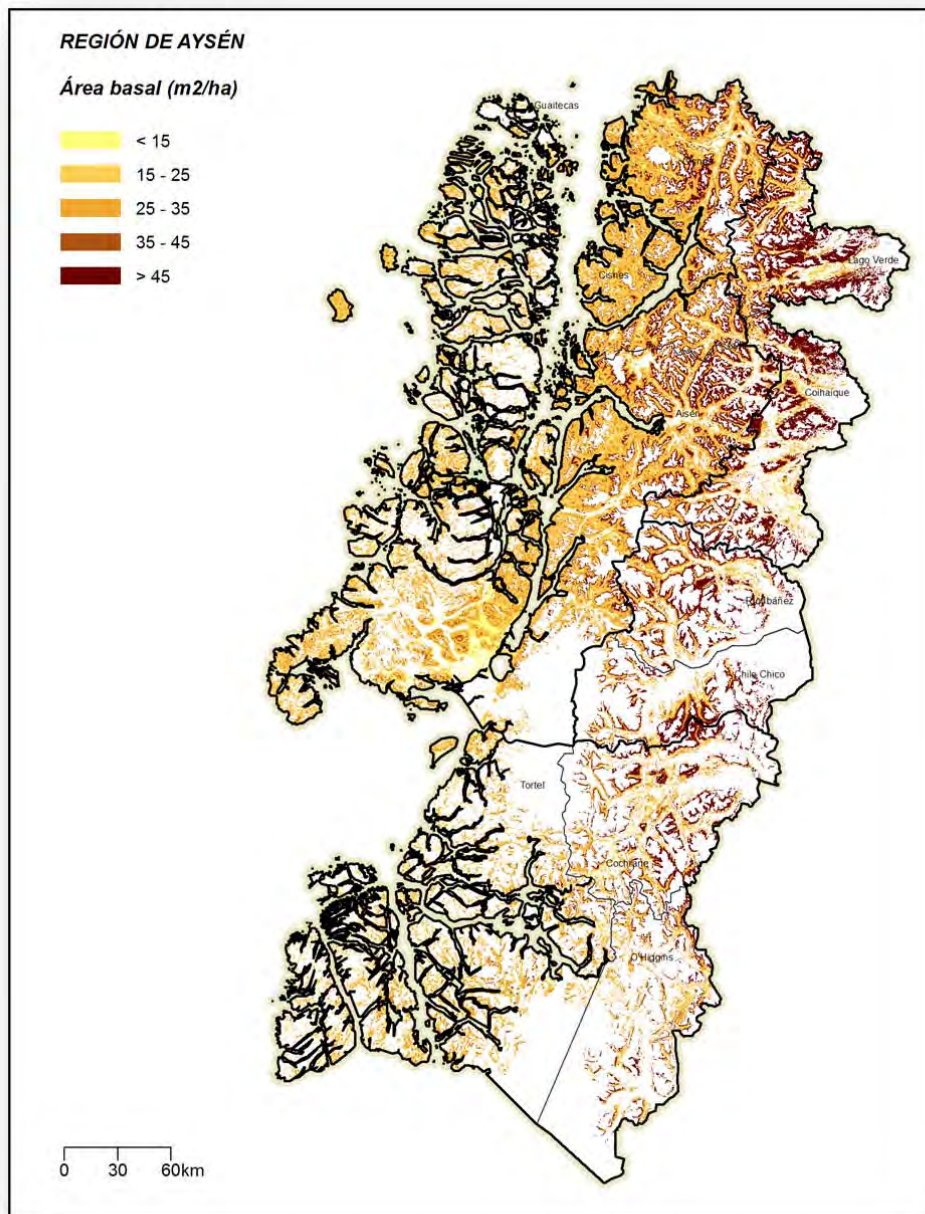 REGIÓN DE AYSÉN
Área basal (m2/ha)
< 15
15 - 25
25 - 35
35 - 45
> 45
Guaitecas
Lago Verde
Cisnes
Coihaique
Aisén
Chile Chico
Tortel
Cochrane
O'Higgins
0 30 60km